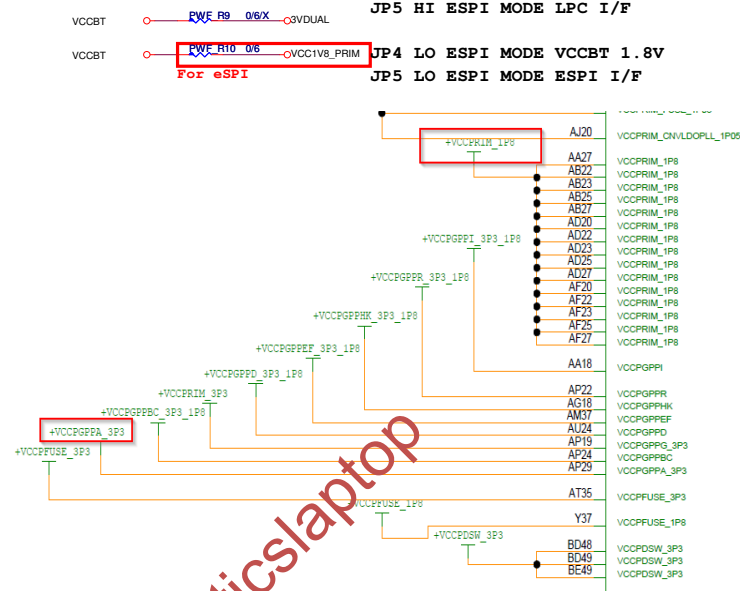 JP5 HI ESPI MODE LPC I/F
VCCBT PWF R9 0/6/X 3VDUAL
VCCBT PWF R10 0/6 VCC1V8_PRIM JP4 LO ESPI MODE VCCBT 1.8V
For eSPI JP5 LO ESPI MODE ESPI I/F
AJ20 VCCPRIM_CNVLDOPLL_1P05
+VCCPRIM_1P8
AA27 VCCPRIM_1P8
AB22 VCCPRIM_1P8
AB23 VCCPRIM_1P8
AB25 VCCPRIM_1P8
AB27 VCCPRIM_1P8
AD20 VCCPRIM_1P8
AD22 VCCPRIM_1P8
AD23 VCCPRIM_1P8
AD25 VCCPRIM_1P8
AD27 VCCPRIM_1P8
AF20 VCCPRIM_1P8
AF22 VCCPRIM_1P8
AF23 VCCPRIM_1P8
AF25 VCCPRIM_1P8
AF27 VCCPRIM_1P8
+VCCPGPPI_3P3_1P8
AA18 VCCPGPPI
+VCCPGPPR_3P3_1P8
AP22 VCCPGPPR
+VCCPGPPHK_3P3_1P8
AG18 VCCPGPPHK
+VCCPGPPEF_3P3_1P8
AM37 VCCPGPPEF
+VCCPGPPD_3P3_1P8
AU24 VCCPGPPD
+VCCPRIM_3P3
AP19 VCCPGPPG_3P3
+VCCPGPPBC_3P3_1P8
AP24 VCCPGPPBC
+VCCPGPPA_3P3
AP29 VCCPGPPA_3P3
+VCCPFUSE_3P3
AT35 VCCPFUSE_3P3
+VCCPFUSE_1P8
Y37 VCCPFUSE_1P8
+VCCPDSW_3P3
BD48 VCCPDSW_3P3
BD49 VCCPDSW_3P3
BE49 VCCPDSW_3P3
icslaptop